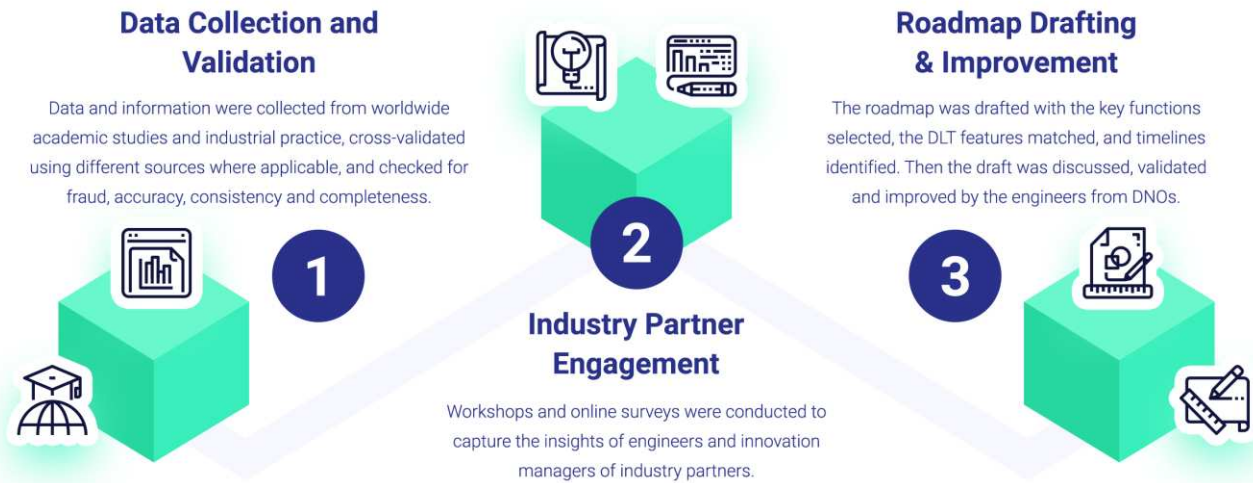 Data Collection and
Validation
Data and information were collected from worldwide
academic studies and industrial practice, cross-validated
using different sources where applicable, and checked for
fraud, accuracy, consistency and completeness.
1
2
Industry Partner
Engagement
Workshops and online surveys were conducted to
capture the insights of engineers and innovation
managers of industry partners.
Roadmap Drafting
& Improvement
The roadmap was drafted with the key functions
selected, the DLT features matched, and timelines
identified. Then the draft was discussed, validated
and improved by the engineers from DNOs.
3